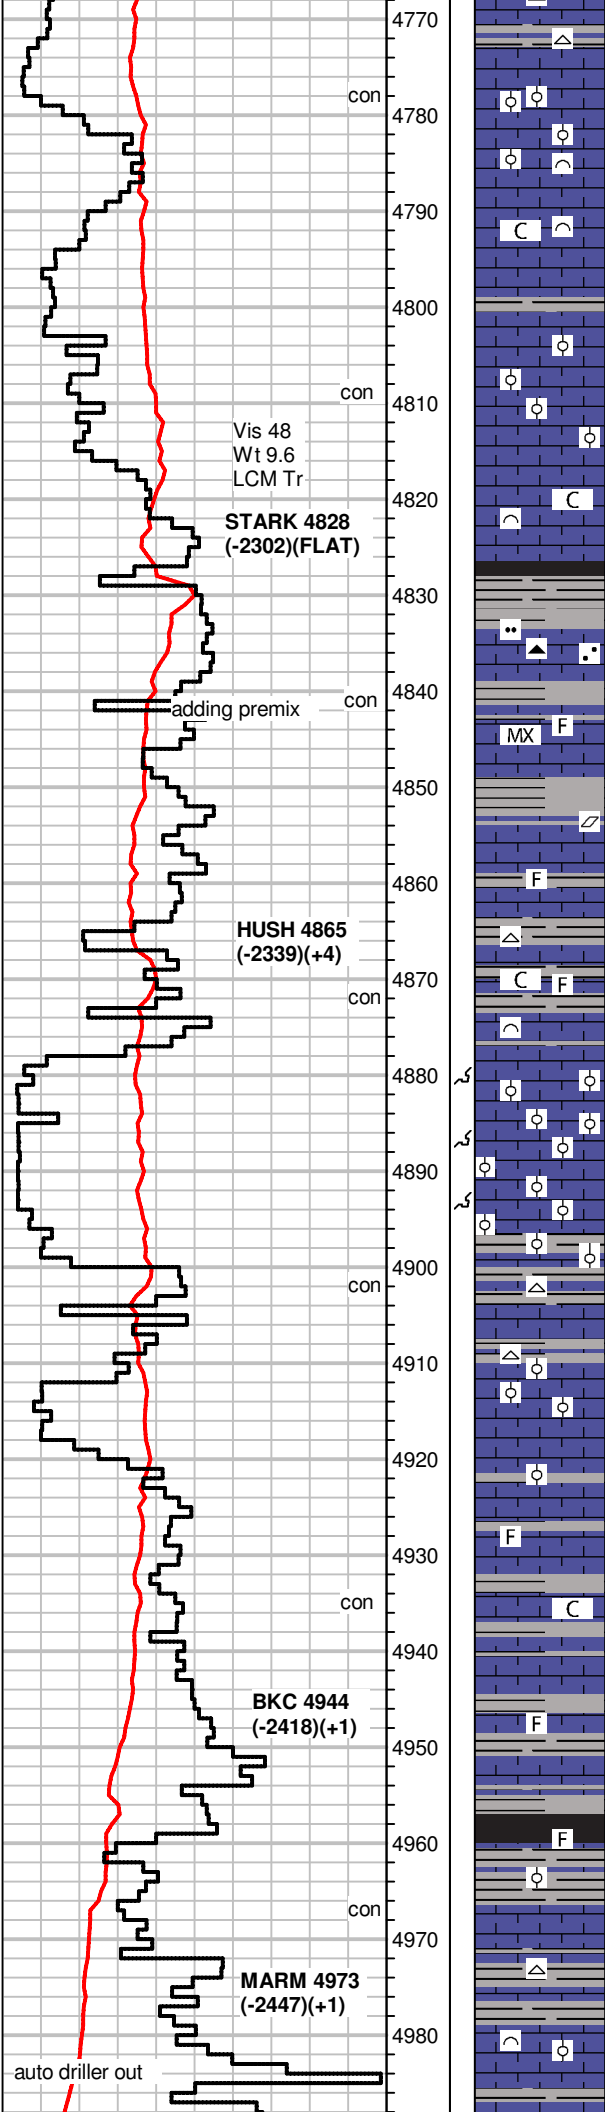 4770
con
4780
4790
C
4800
con
4810
Vis 48
Wt 9.6
LCM Tr
4820
C
STARK 4828
(-2302)(FLAT)
4830
4840
con
adding premix
F
MX
4850
4860
F
HUSH 4865
(-2339)(+4)
4870
C
F
con
4880
4890
4900
con
4910
4920
4930
F
con
C
4940
BKC 4944
(-2418)(+1)
F
4950
4960
F
con
4970
MARM 4973
(-2447)(+1)
4980
auto driller out